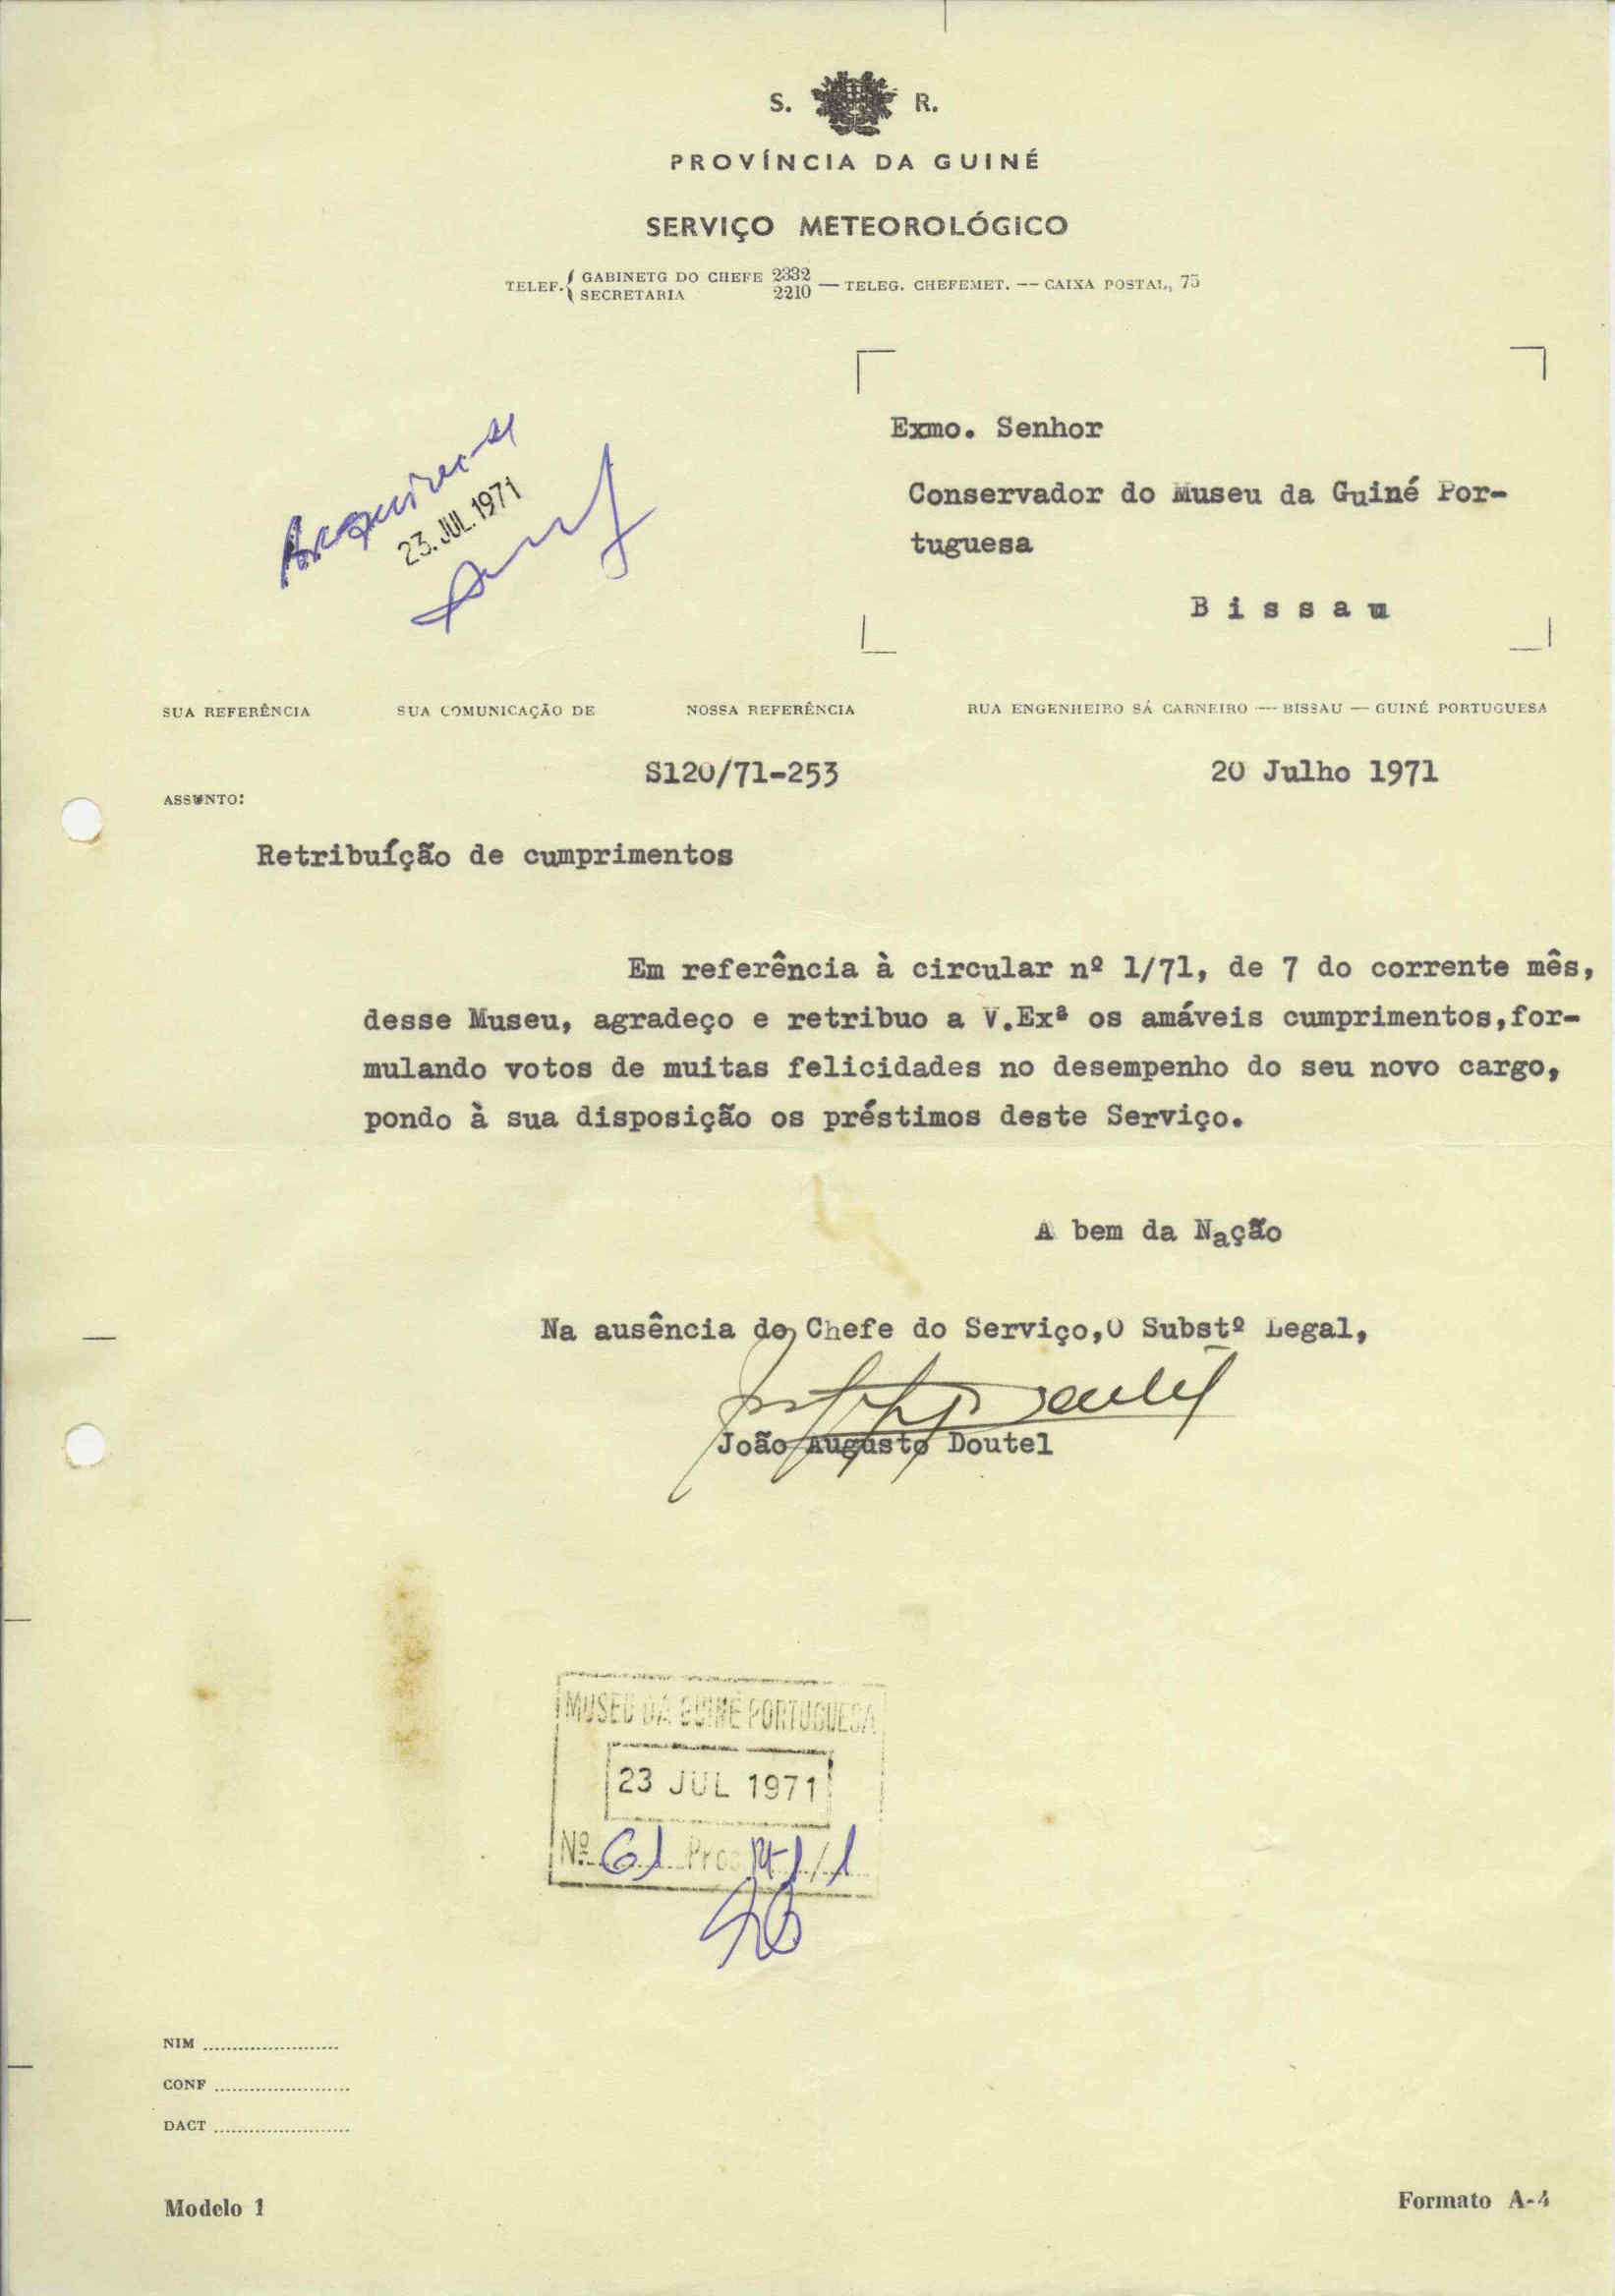 S. R.
PROVÍNCIA DA GUINÉ
SERVIÇO METEOROLÓGICO
TELEF. { GABINETG DO CHEFE 2332 — TELEG. CHEFEMET. — CAIXA POSTAL, 75
SECRETARIA 2210
Arquive-se
23.JUL.1971
Exmo. Senhor
Conservador do Museu da Guiné Por-
tuguesa
B i s s a u
SUA REFERÊNCIA SUA COMUNICAÇÃO DE NOSSA REFERÊNCIA RUA ENGENHEIRO SÁ CARNEIRO — BISSAU — GUINÉ PORTUGUESA
S120/71-253 20 Julho 1971
ASSUNTO:
Retribuíção de cumprimentos
Em referência à circular nº 1/71, de 7 do corrente mês,
desse Museu, agradeço e retribuo a V.Exª os amáveis cumprimentos,for-
mulando votos de muitas felicidades no desempenho do seu novo cargo,
pondo à sua disposição os préstimos deste Serviço.
A bem da Nação
Na ausência do Chefe do Serviço,O Substº Legal,
João Augusto Doutel
MUSEU DA GUINÉ PORTUGUESA
23 JUL 1971
Nº 61 Proc
NIM
CONF
DACT
Modelo 1 Formato A-4